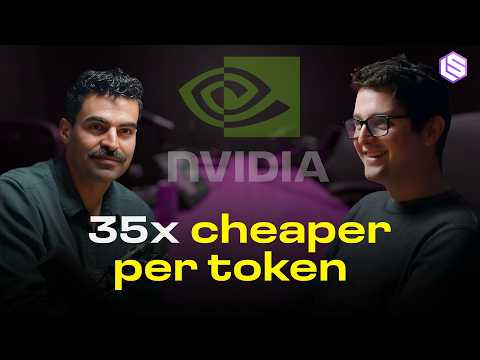 NVIDIA
35x cheaper
per token